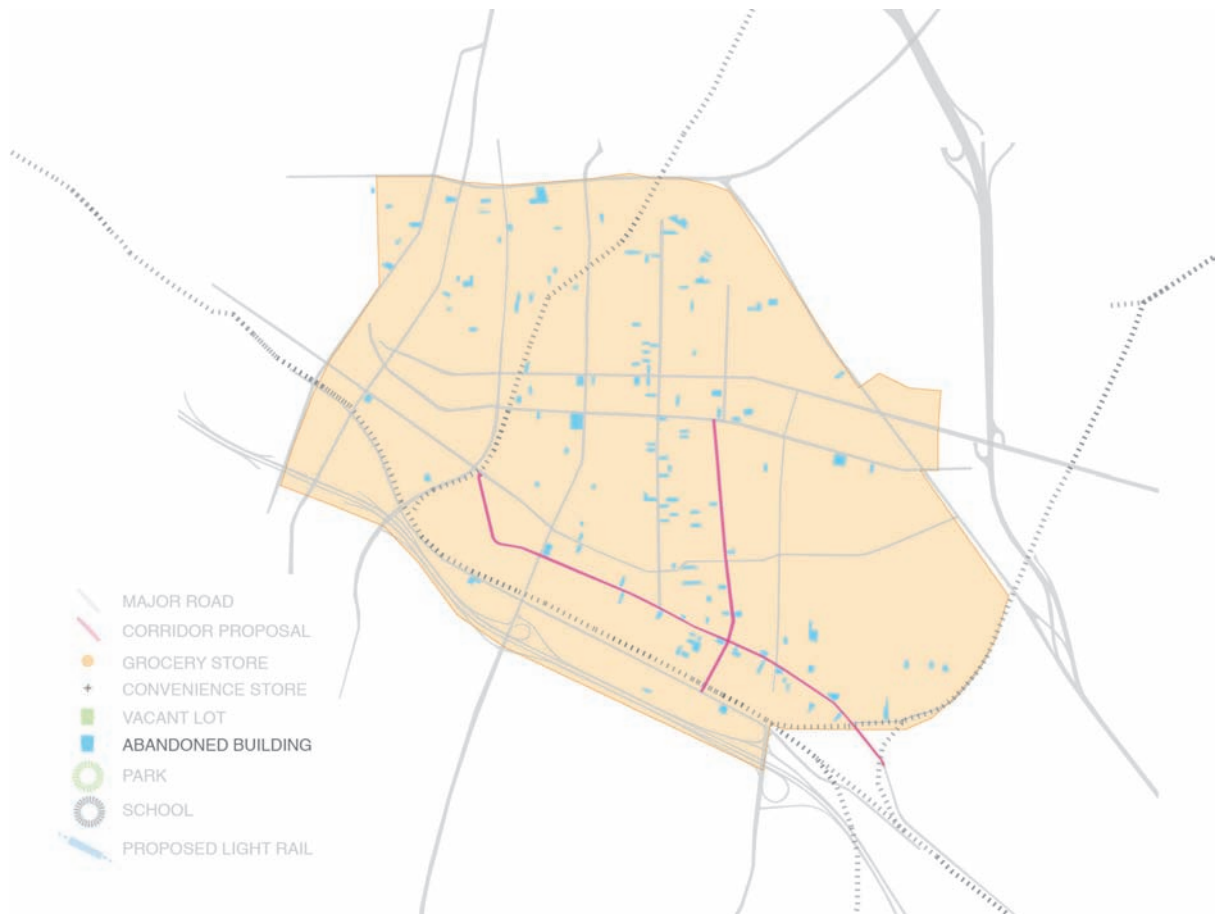 MAJOR ROAD
CORRIDOR PROPOSAL
GROCERY STORE
CONVENIENCE STORE
VACANT LOT
ABANDONED BUILDING
PARK
SCHOOL
PROPOSED LIGHT RAIL